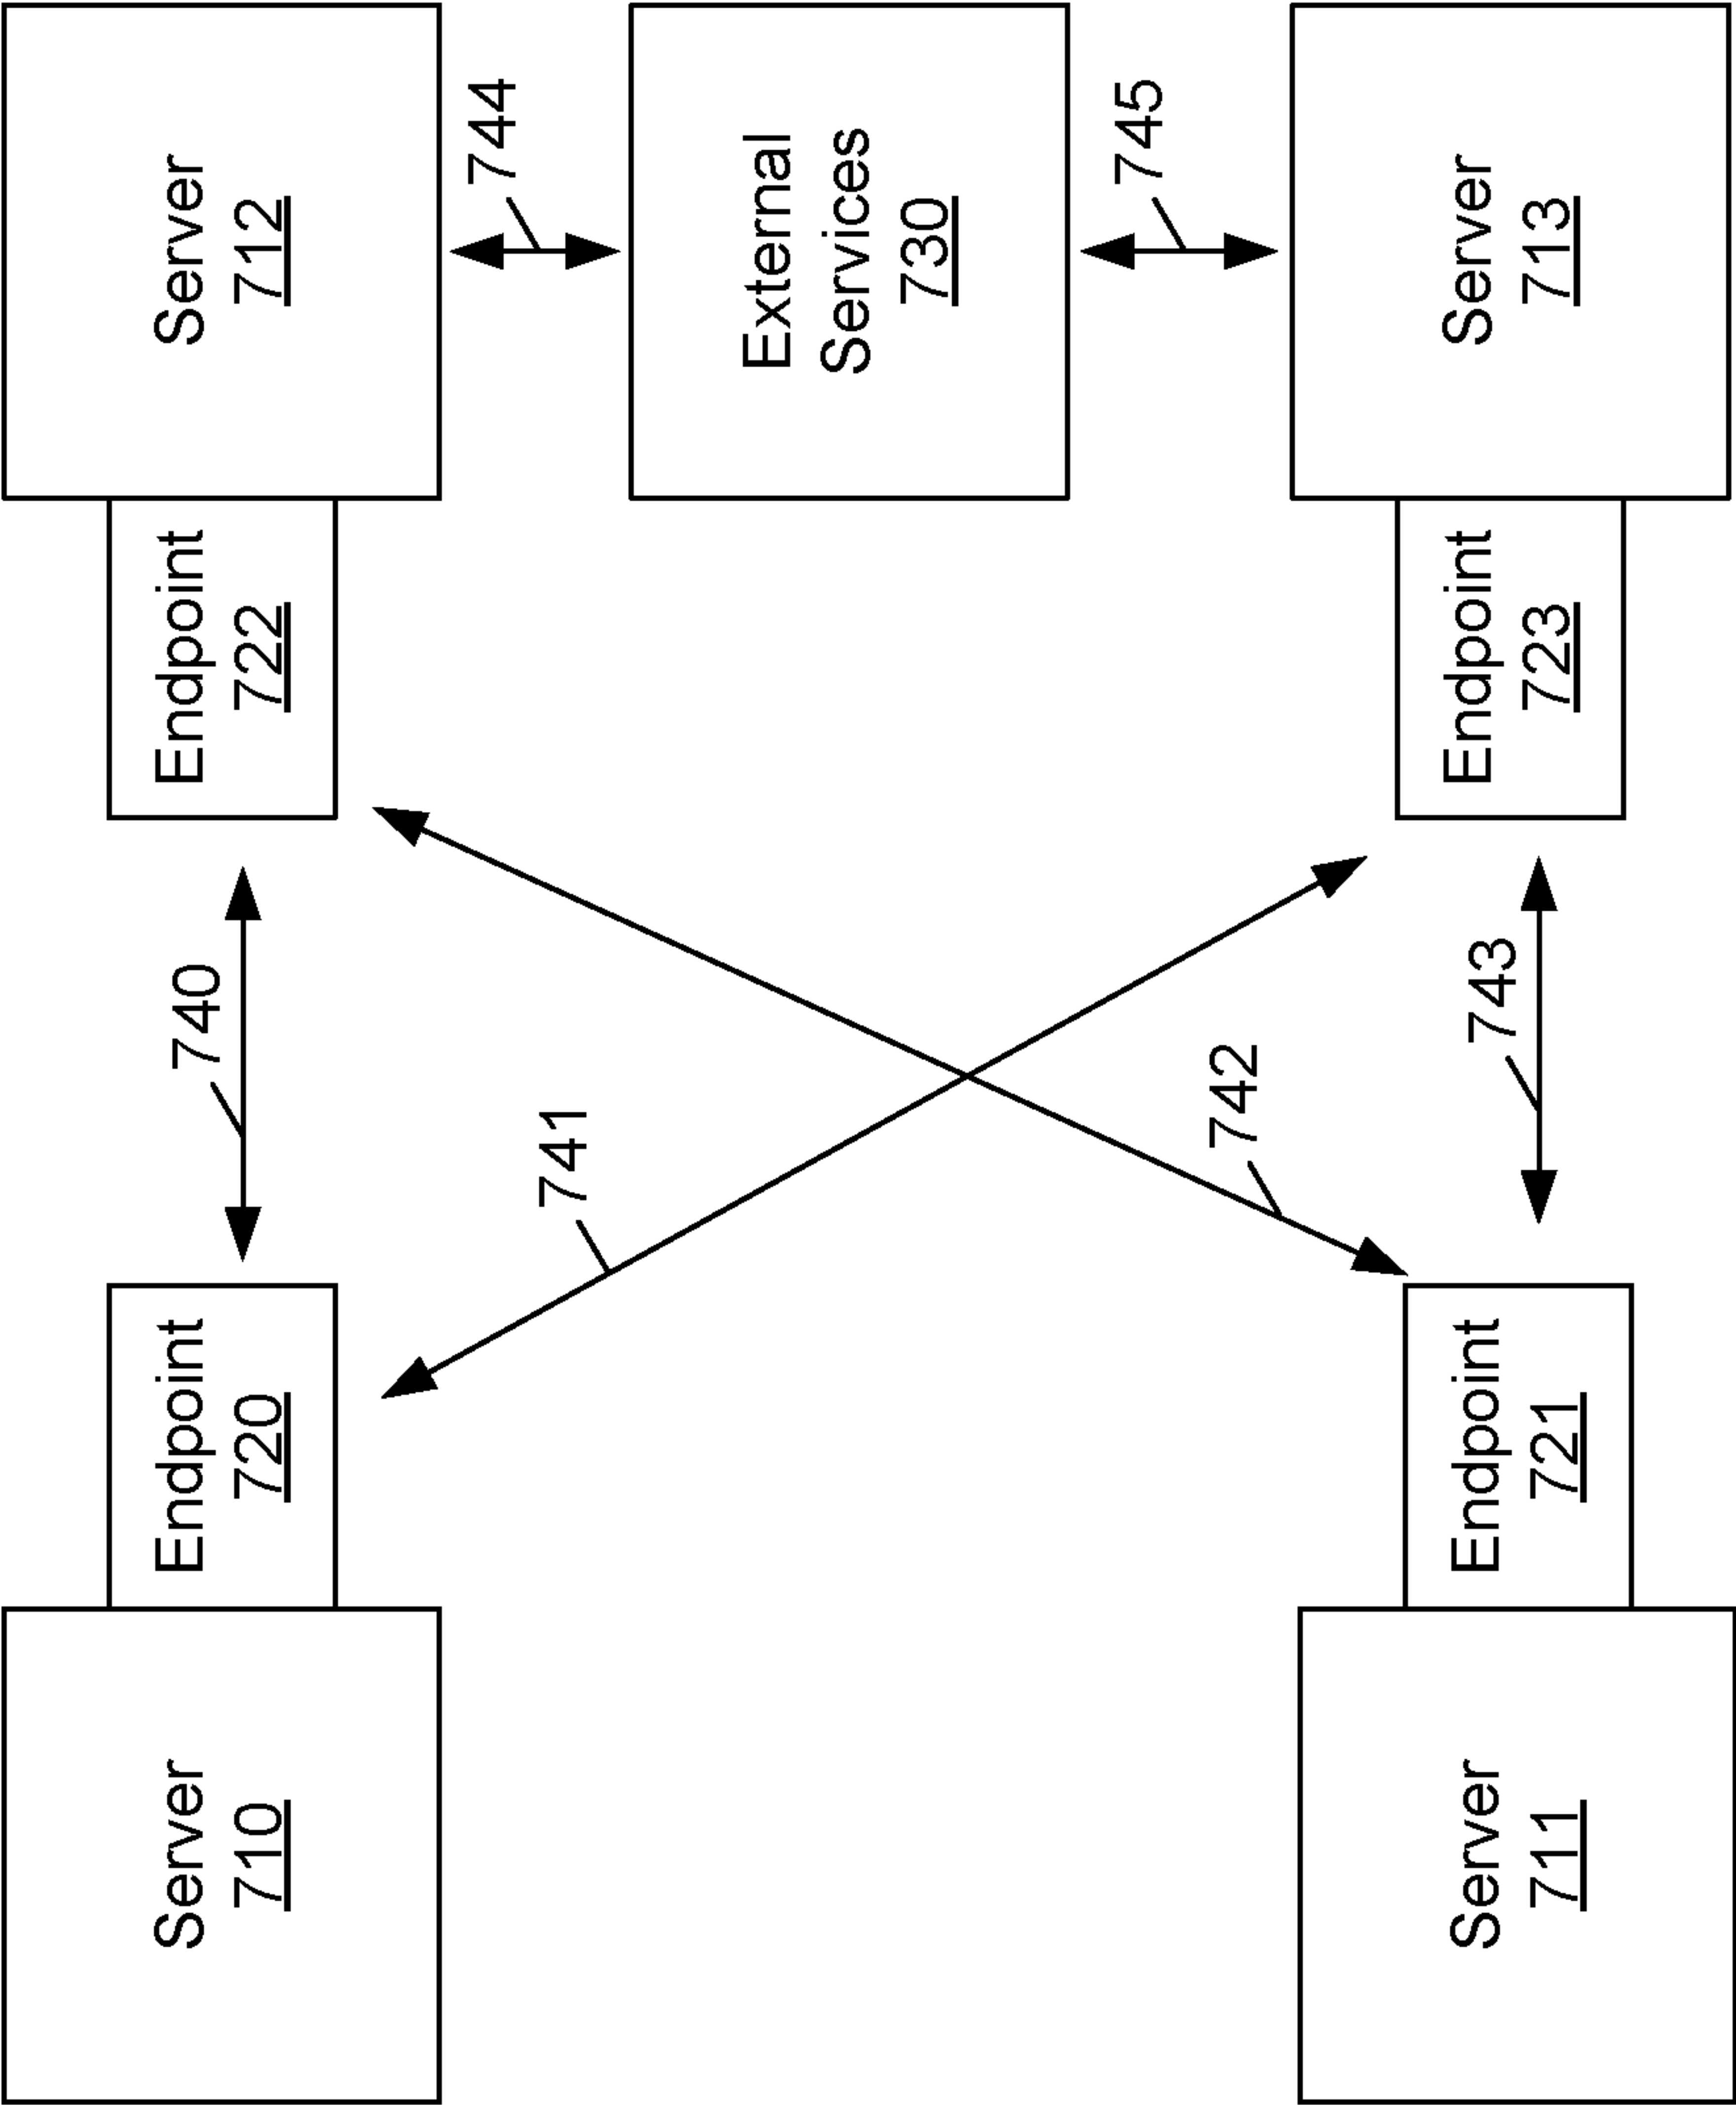 Server
710
Endpoint
720
740
Endpoint
722
Server
712
741
744
External
Services
730
742
745
Server
711
Endpoint
721
743
Endpoint
723
Server
713